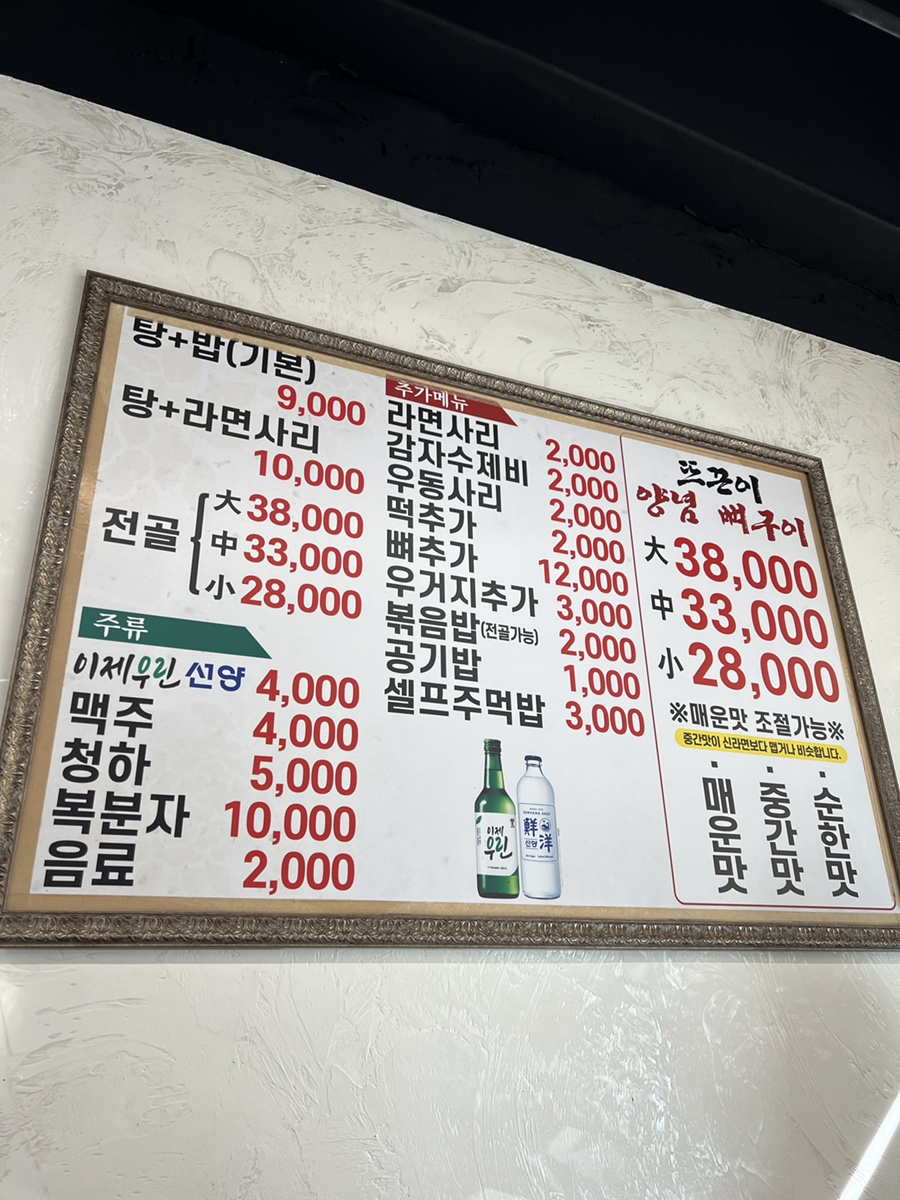 탕+밥(기본)
9,000
탕+라면사리
10,000
전골
大 38,000
中 33,000
小 28,000
주류
이제우린 선양 4,000
맥주 4,000
청하 5,000
복분자 10,000
음료 2,000
추가메뉴
라면사리 2,000
감자수제비 2,000
우동사리 2,000
떡추가 2,000
뼈추가 12,000
우거지추가 3,000
볶음밥(전골가능) 2,000
공기밥 1,000
셀프주먹밥 3,000
이제
우린
鮮洋
선양
뜨끈이
양념 뼈구이
大 38,000
中 33,000
小 28,000
※매운맛 조절가능※
중간맛이 신라면보다 맵거나 비슷합니다.
· 매운맛
· 중간맛
· 순한맛